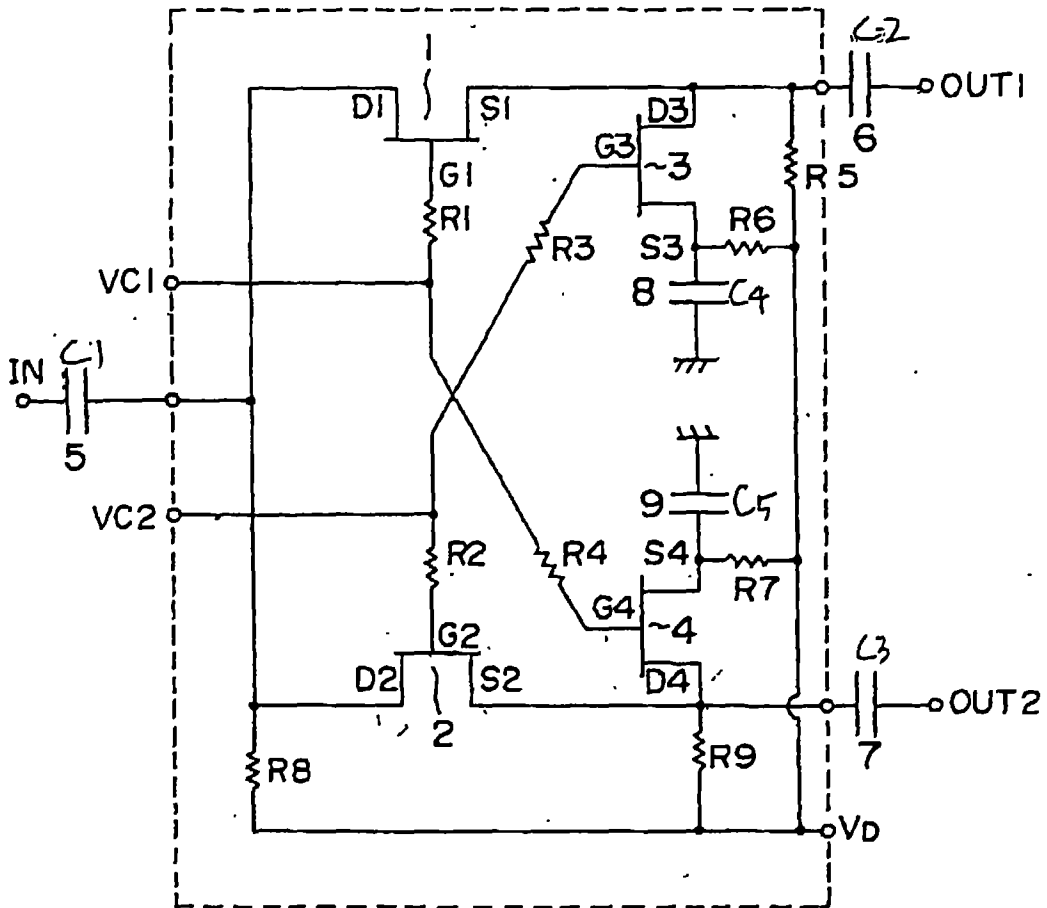 C2
1
OUT1
D1
S1
D3
6
G3
~3
R5
G1
R1
R3
S3
R6
VC1
8
C4
C1
IN
5
9
C5
VC2
R2
R4
S4
R7
G4
~4
G2
D2
S2
D4
C3
2
OUT2
R8
R9
7
VD